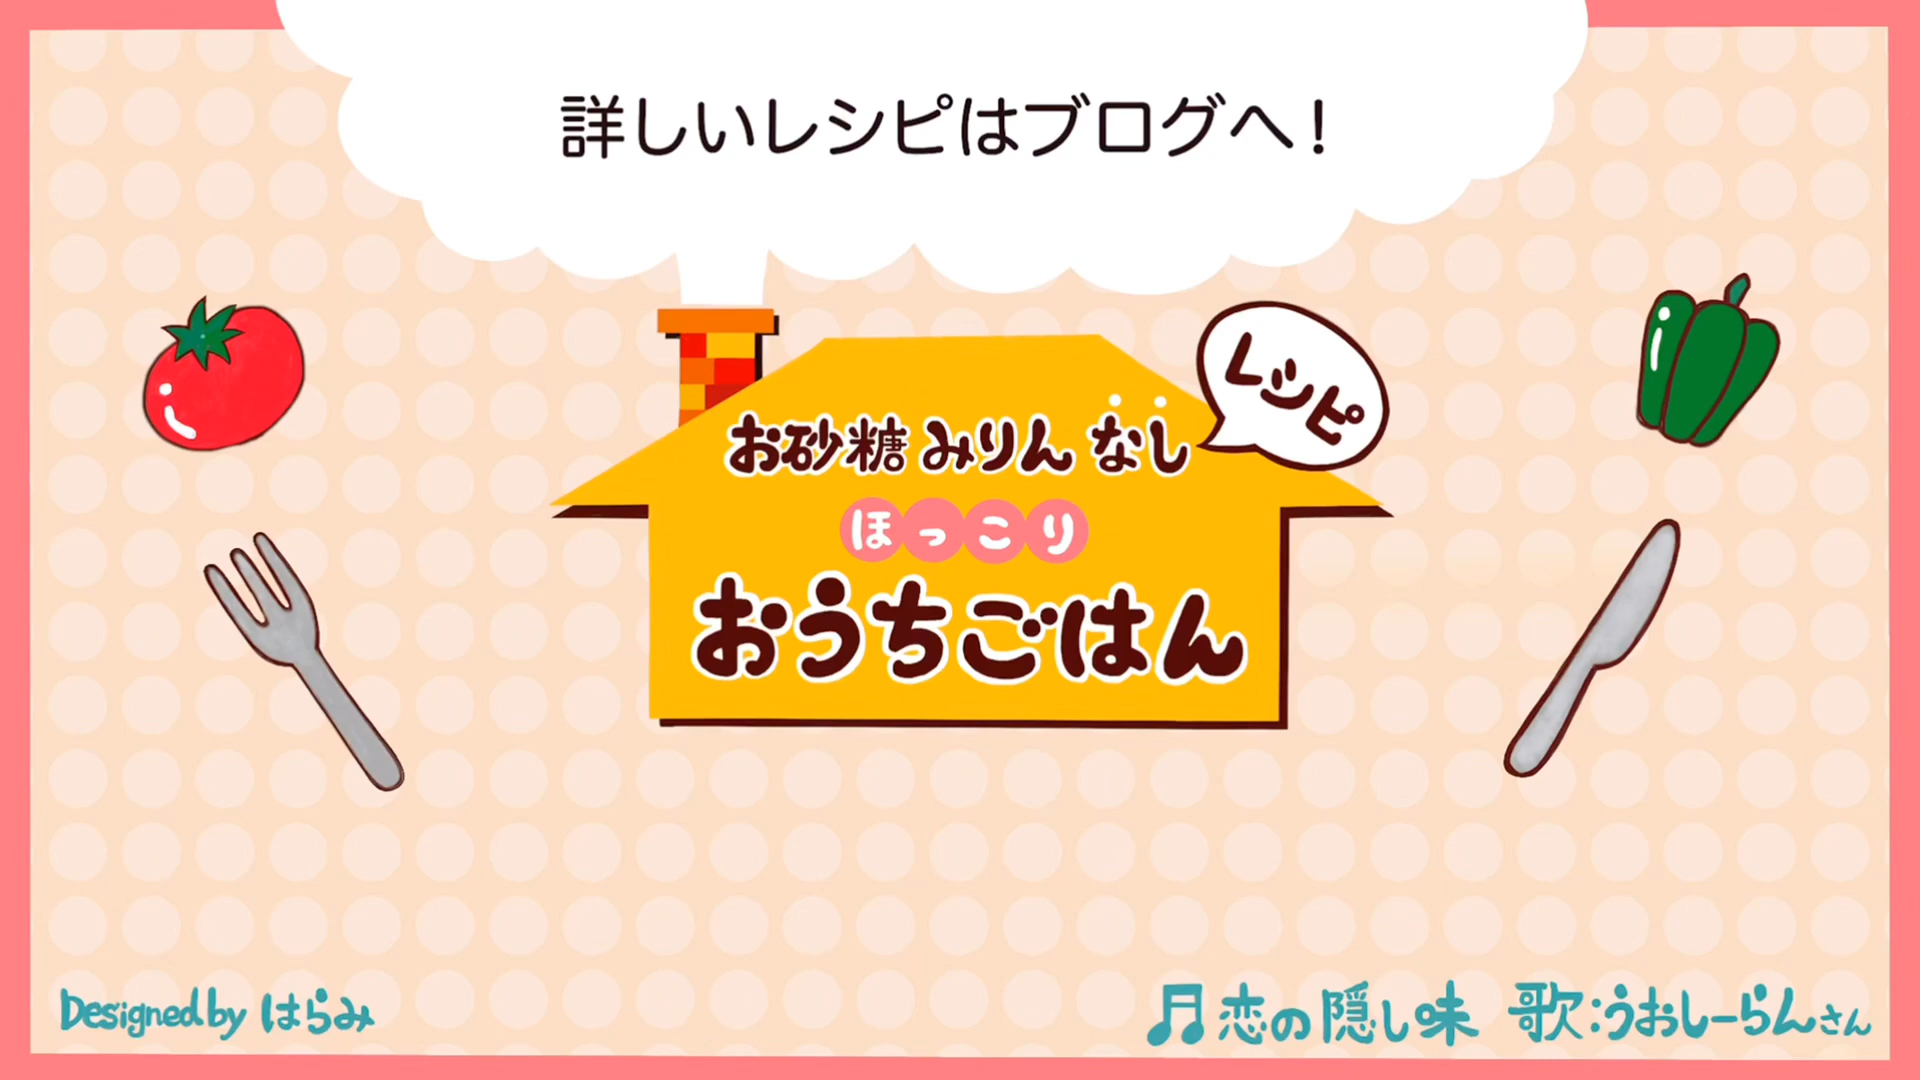 詳しいレシピはブログへ!
レシピ
お砂糖 みりん なし
ほっこり
おうちごはん
Designed by はらみ
♬恋の隠し味 歌:うおしーらんさん